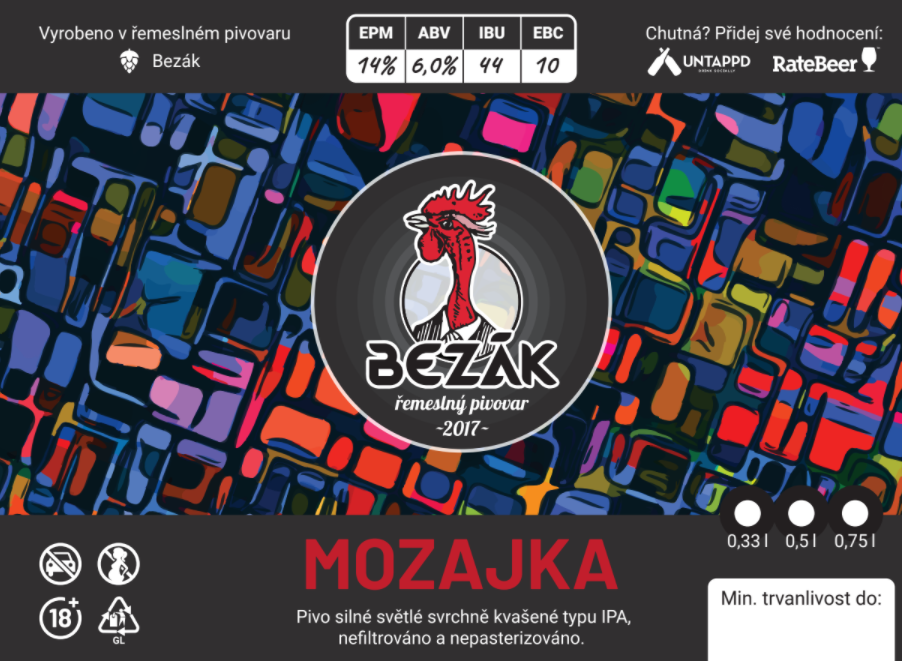 Vyrobeno v řemeslném pivovaru
Bezák
EPM ABV IBU EBC
14% 6,0% 44 10
Chutná? Přidej své hodnocení:
UNTAPPD
DRINK SOCIALLY
RateBeer
BEZÁK
řemeslný pivovar
~2017~
0,33 l 0,5 l 0,75 l
MOZAJKA
Pivo silné světlé svrchně kvašené typu IPA,
nefiltrováno a nepasterizováno.
18+
GL
Min. trvanlivost do: